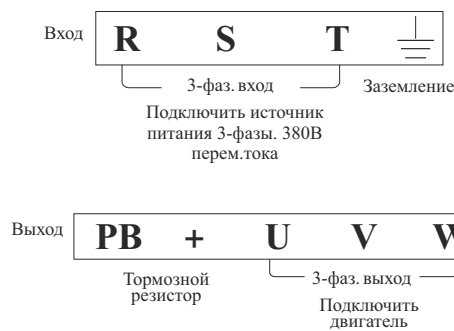 Вход R S T
3-фаз. вход Заземление
Подключить источник
питания 3-фазы. 380В
перем.тока
Выход PB + U V W
Тормозной 3-фаз. выход
резистор Подключить
двигатель